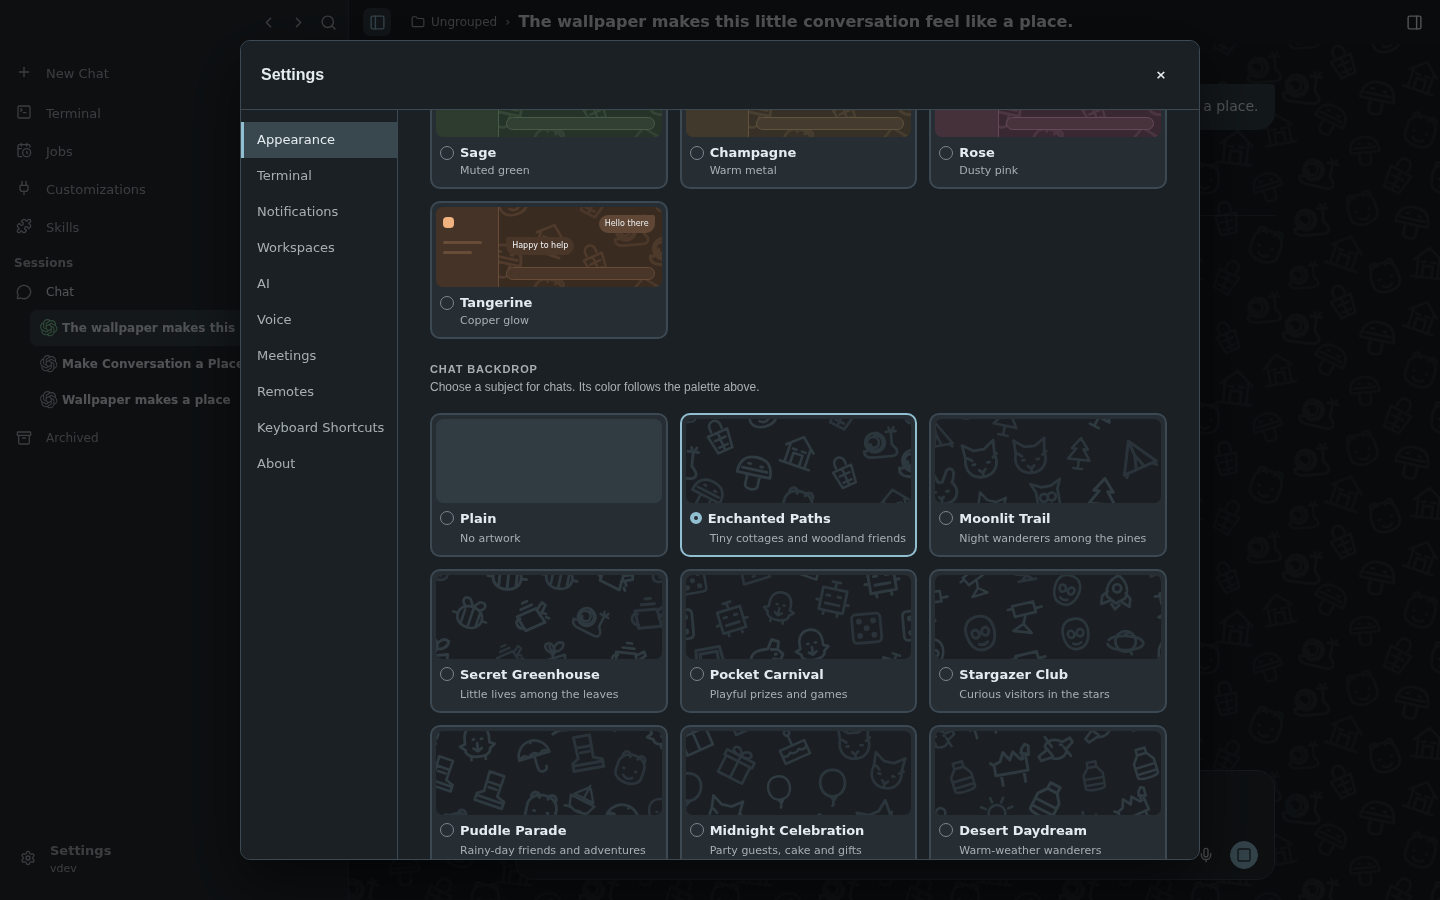 Ungrouped › The wallpaper makes this little conversation feel like a place.
New Chat
Terminal
Jobs
Customizations
Skills
Sessions
Chat
The wallpaper makes this
Make Conversation a Place
Wallpaper makes a place
Archived
Settings
vdev
a place.
Settings
×
Appearance
Terminal
Notifications
Workspaces
AI
Voice
Meetings
Remotes
Keyboard Shortcuts
About
Sage
Muted green
Champagne
Warm metal
Rose
Dusty pink
Hello there
Happy to help
Tangerine
Copper glow
CHAT BACKDROP
Choose a subject for chats. Its color follows the palette above.
Plain
No artwork
Enchanted Paths
Tiny cottages and woodland friends
Moonlit Trail
Night wanderers among the pines
Secret Greenhouse
Little lives among the leaves
Pocket Carnival
Playful prizes and games
Stargazer Club
Curious visitors in the stars
Puddle Parade
Rainy-day friends and adventures
Midnight Celebration
Party guests, cake and gifts
Desert Daydream
Warm-weather wanderers